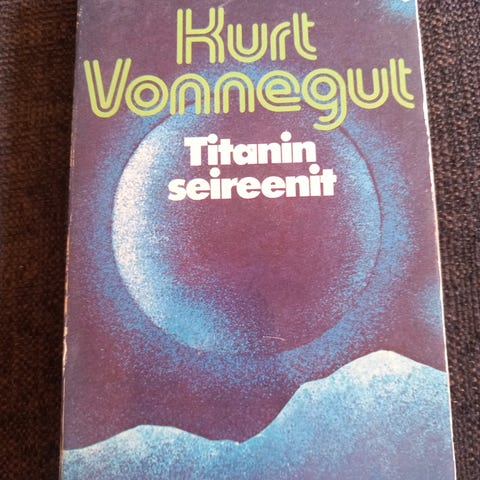 Kurt
Vonnegut
Titanin
seireenit